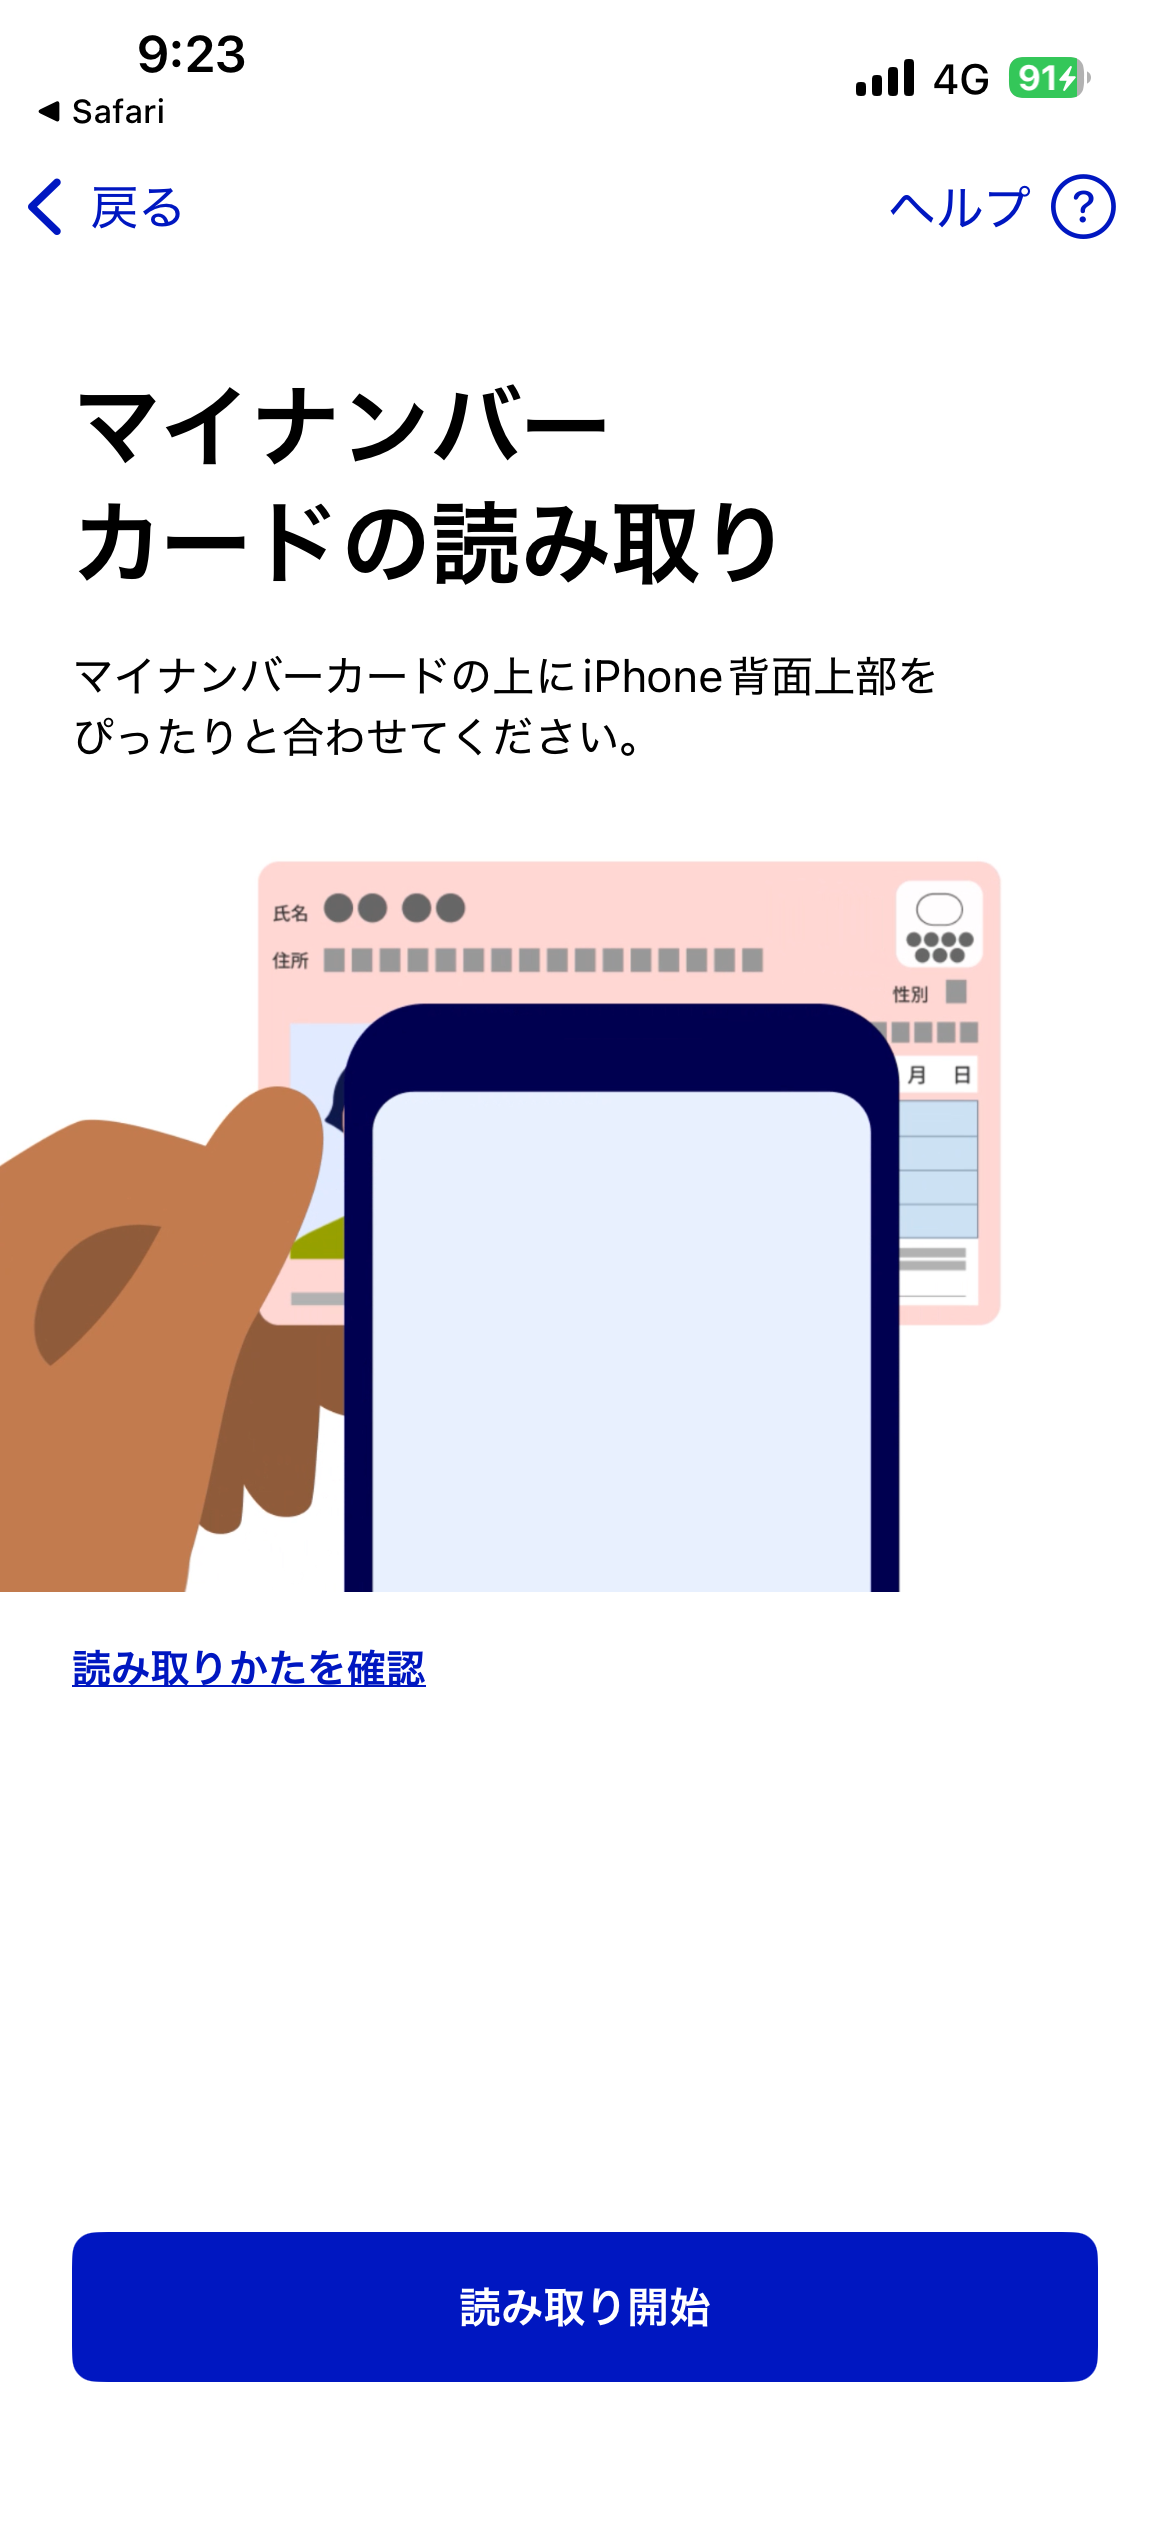 9:23
4G
91
◀ Safari
戻る
ヘルプ ?
マイナンバー
カードの読み取り
マイナンバーカードの上にiPhone背面上部を
ぴったりと合わせてください。
氏名
住所
性別
月 日
読み取りかたを確認
読み取り開始